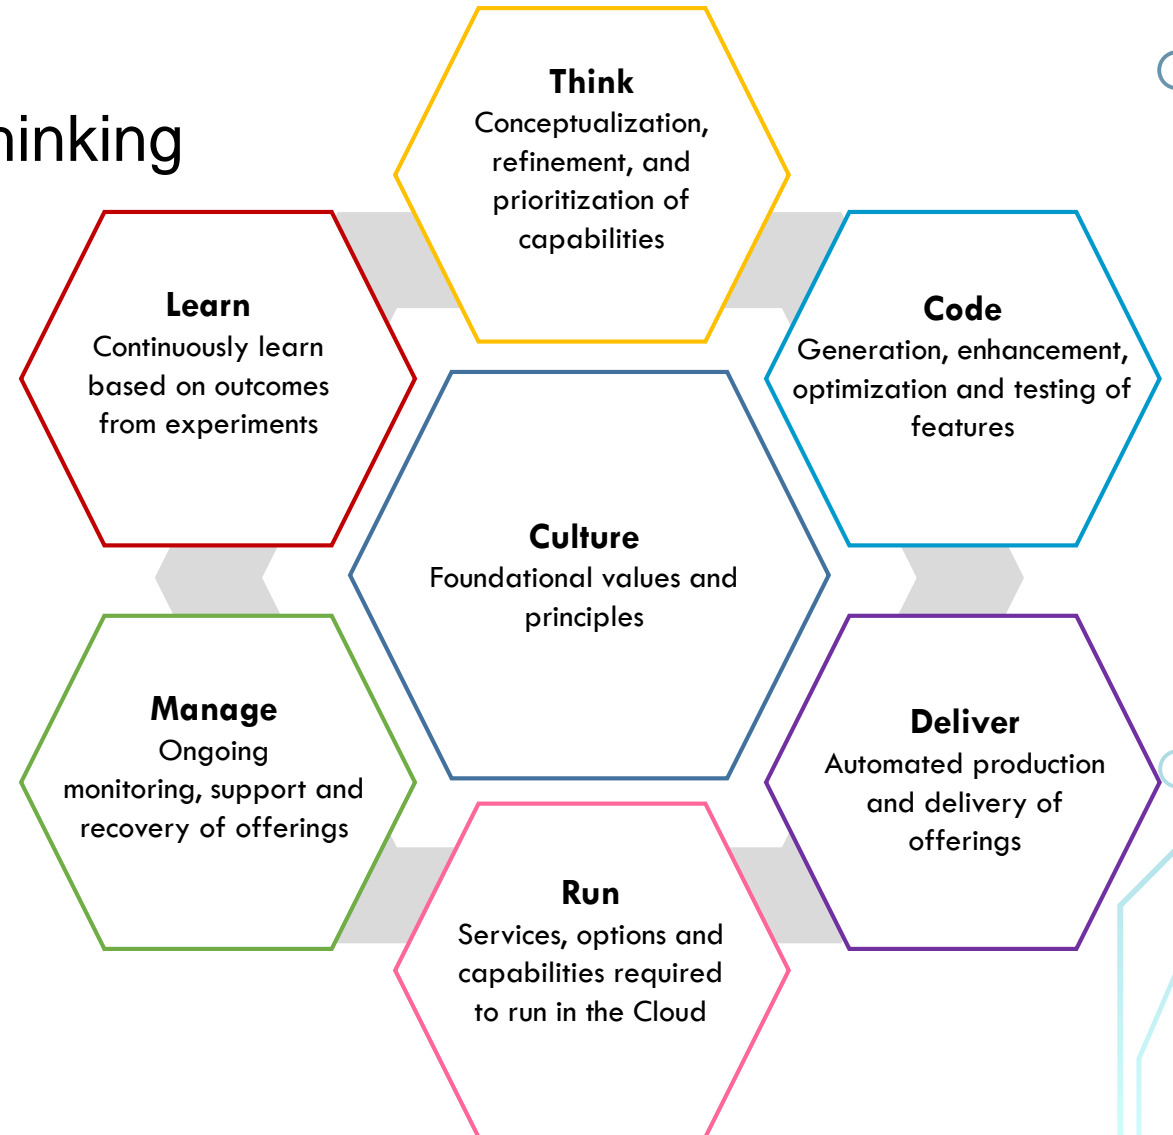 hinking
Think
Conceptualization,
refinement, and
prioritization of
capabilities
Learn
Continuously learn
based on outcomes
from experiments
Code
Generation, enhancement,
optimization and testing of
features
Culture
Foundational values and
principles
Manage
Ongoing
monitoring, support and
recovery of offerings
Deliver
Automated production
and delivery of
offerings
Run
Services, options and
capabilities required
to run in the Cloud